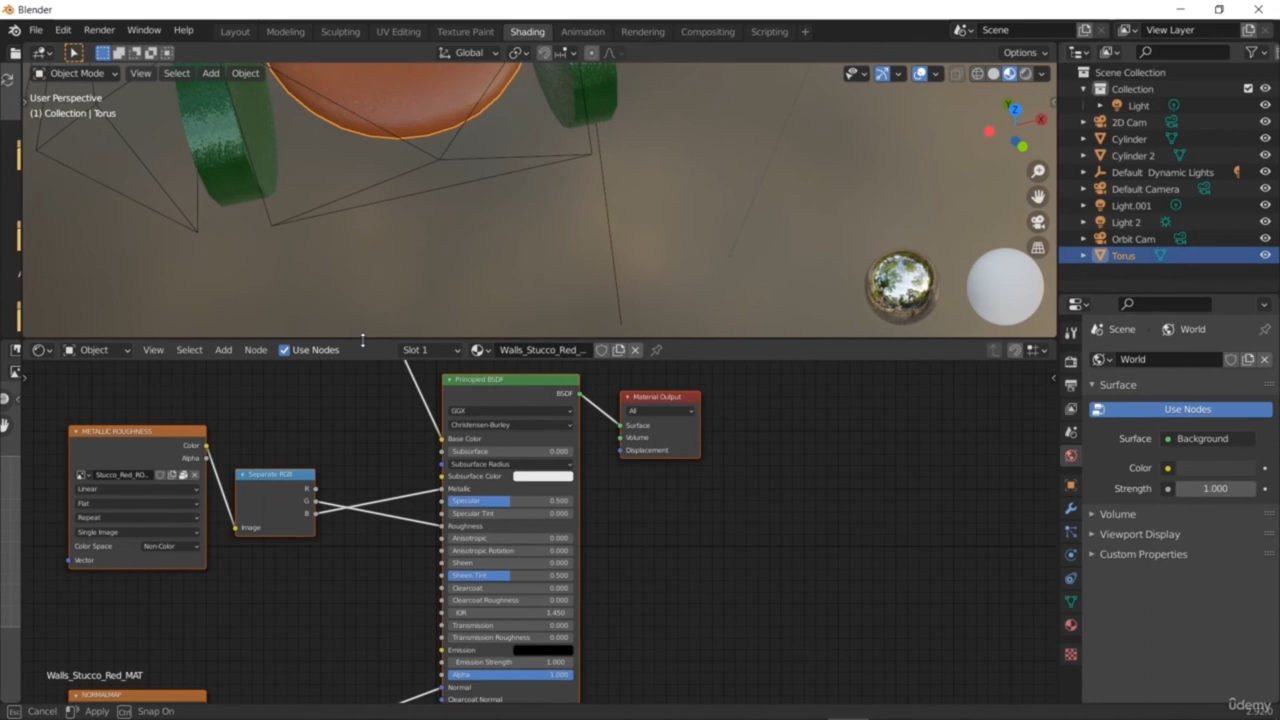 Blender
File Edit Render Window Help Layout Modeling Sculpting UV Editing Texture Paint Shading Animation Rendering Compositing Scripting + Scene View Layer
Global Options
Object Mode View Select Add Object
User Perspective
(1) Collection | Torus
Z
X
Y
Scene Collection
Collection
Light
2D Cam
Cylinder
Cylinder 2
Default Dynamic Lights
Default Camera
Light.001
Light 2
Orbit Cam
Torus
Object View Select Add Node Use Nodes Slot 1 Walls_Stucco_Red_...
METALLIC ROUGHNESS
Color
Alpha
Stucco_Red_RO...
Linear
Flat
Repeat
Single Image
Color Space Non-Color
Vector
Separate RGB
R
G
B
Image
Principled BSDF
BSDF
GGX
Christensen-Burley
Base Color
Subsurface 0.000
Subsurface Radius
Subsurface Color
Metallic
Specular 0.500
Specular Tint 0.000
Roughness
Anisotropic 0.000
Anisotropic Rotation 0.000
Sheen 0.000
Sheen Tint 0.500
Clearcoat 0.000
Clearcoat Roughness 0.000
IOR 1.450
Transmission 0.000
Transmission Roughness 0.000
Emission
Emission Strength 1.000
Alpha 1.000
Normal
Clearcoat Normal
Material Output
All
Surface
Volume
Displacement
Walls_Stucco_Red_MAT
NORMALMAP
Scene World
World
Surface
Use Nodes
Surface Background
Color
Strength 1.000
Volume
Viewport Display
Custom Properties
Esc Cancel Apply Ctrl Snap On
ûdemy